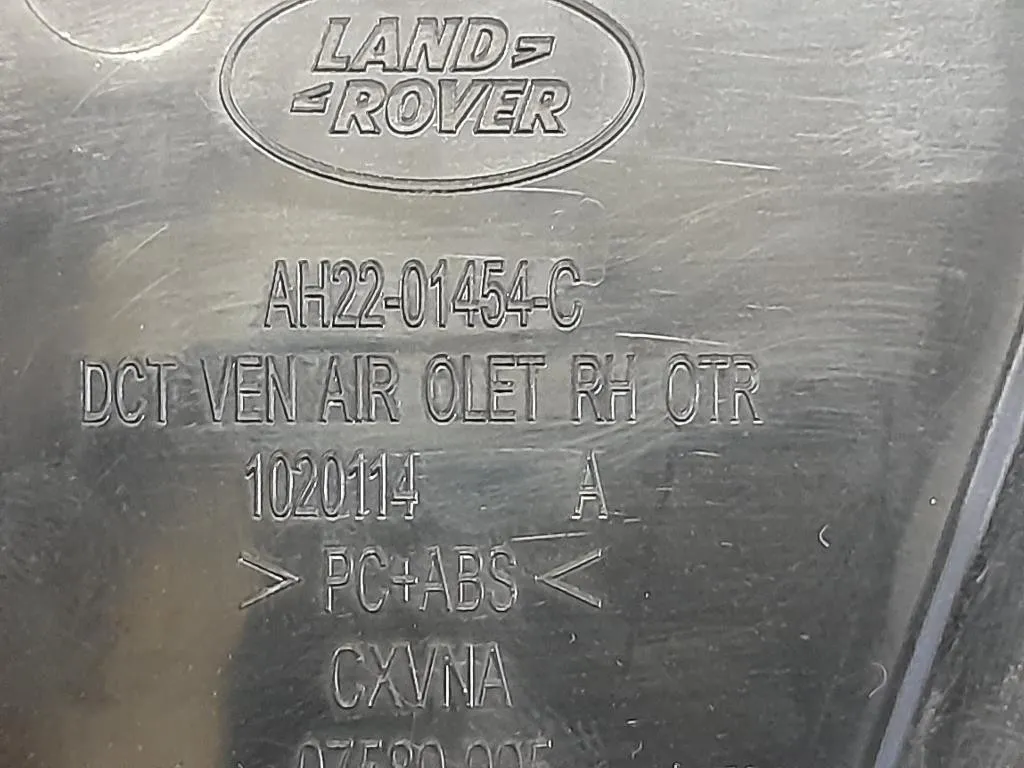 LAND
ROVER
AH22-01454-C
DCT VEN AIR OLET RH OTR
1020114 A
> PC+ABS <
CXVNA